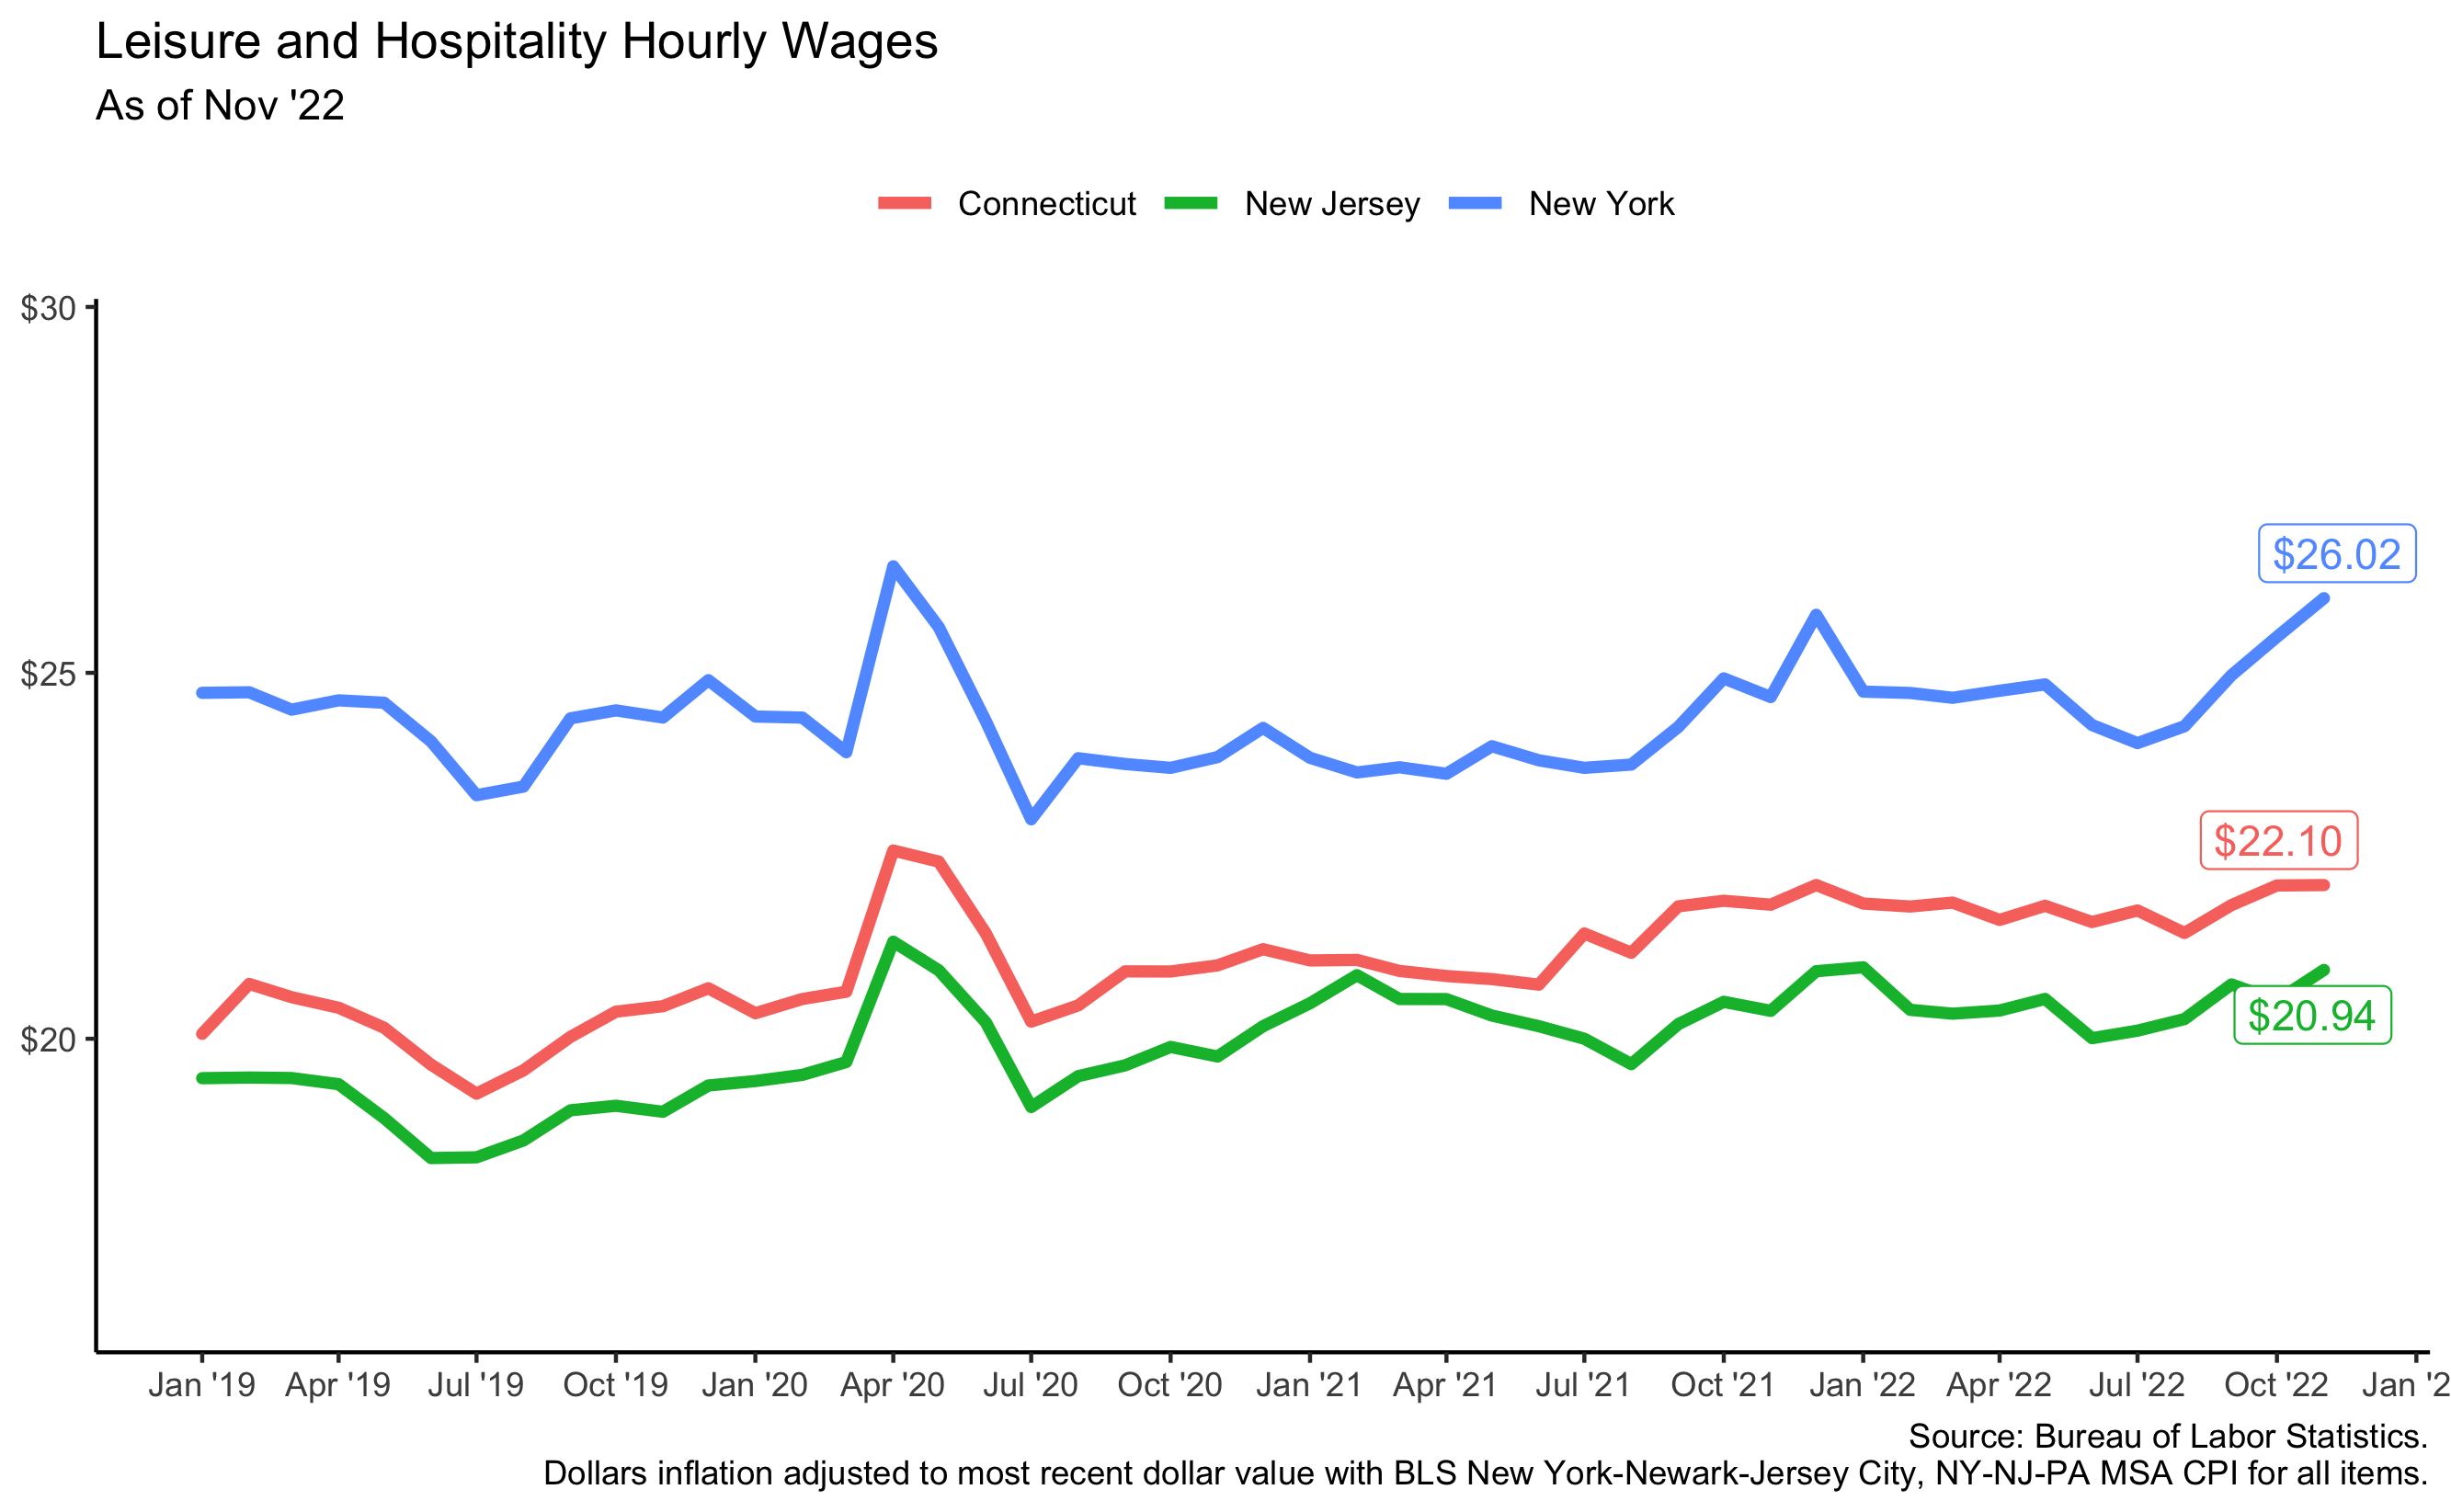 Leisure and Hospitality Hourly Wages
As of Nov '22
Connecticut New Jersey New York
$30
$25
$20
$26.02
$22.10
$20.94
Jan '19 Apr '19 Jul '19 Oct '19 Jan '20 Apr '20 Jul '20 Oct '20 Jan '21 Apr '21 Jul '21 Oct '21 Jan '22 Apr '22 Jul '22 Oct '22 Jan '2
Source: Bureau of Labor Statistics.
Dollars inflation adjusted to most recent dollar value with BLS New York-Newark-Jersey City, NY-NJ-PA MSA CPI for all items.